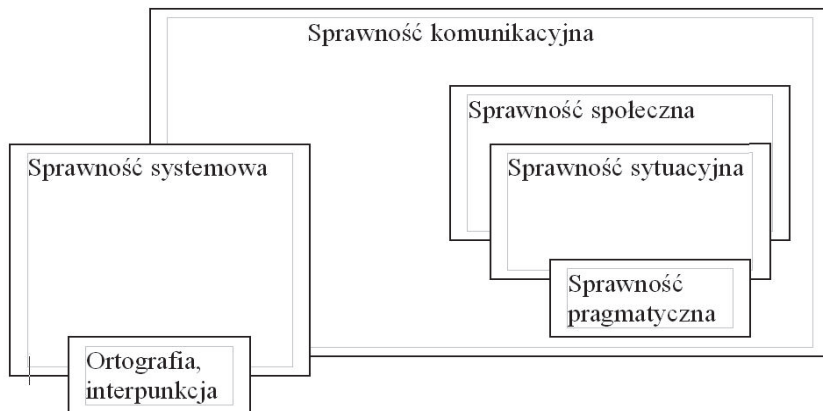 Sprawność komunikacyjna
Sprawność społeczna
Sprawność systemowa
Sprawność sytuacyjna
Sprawność
pragmatyczna
Ortografia,
interpunkcja